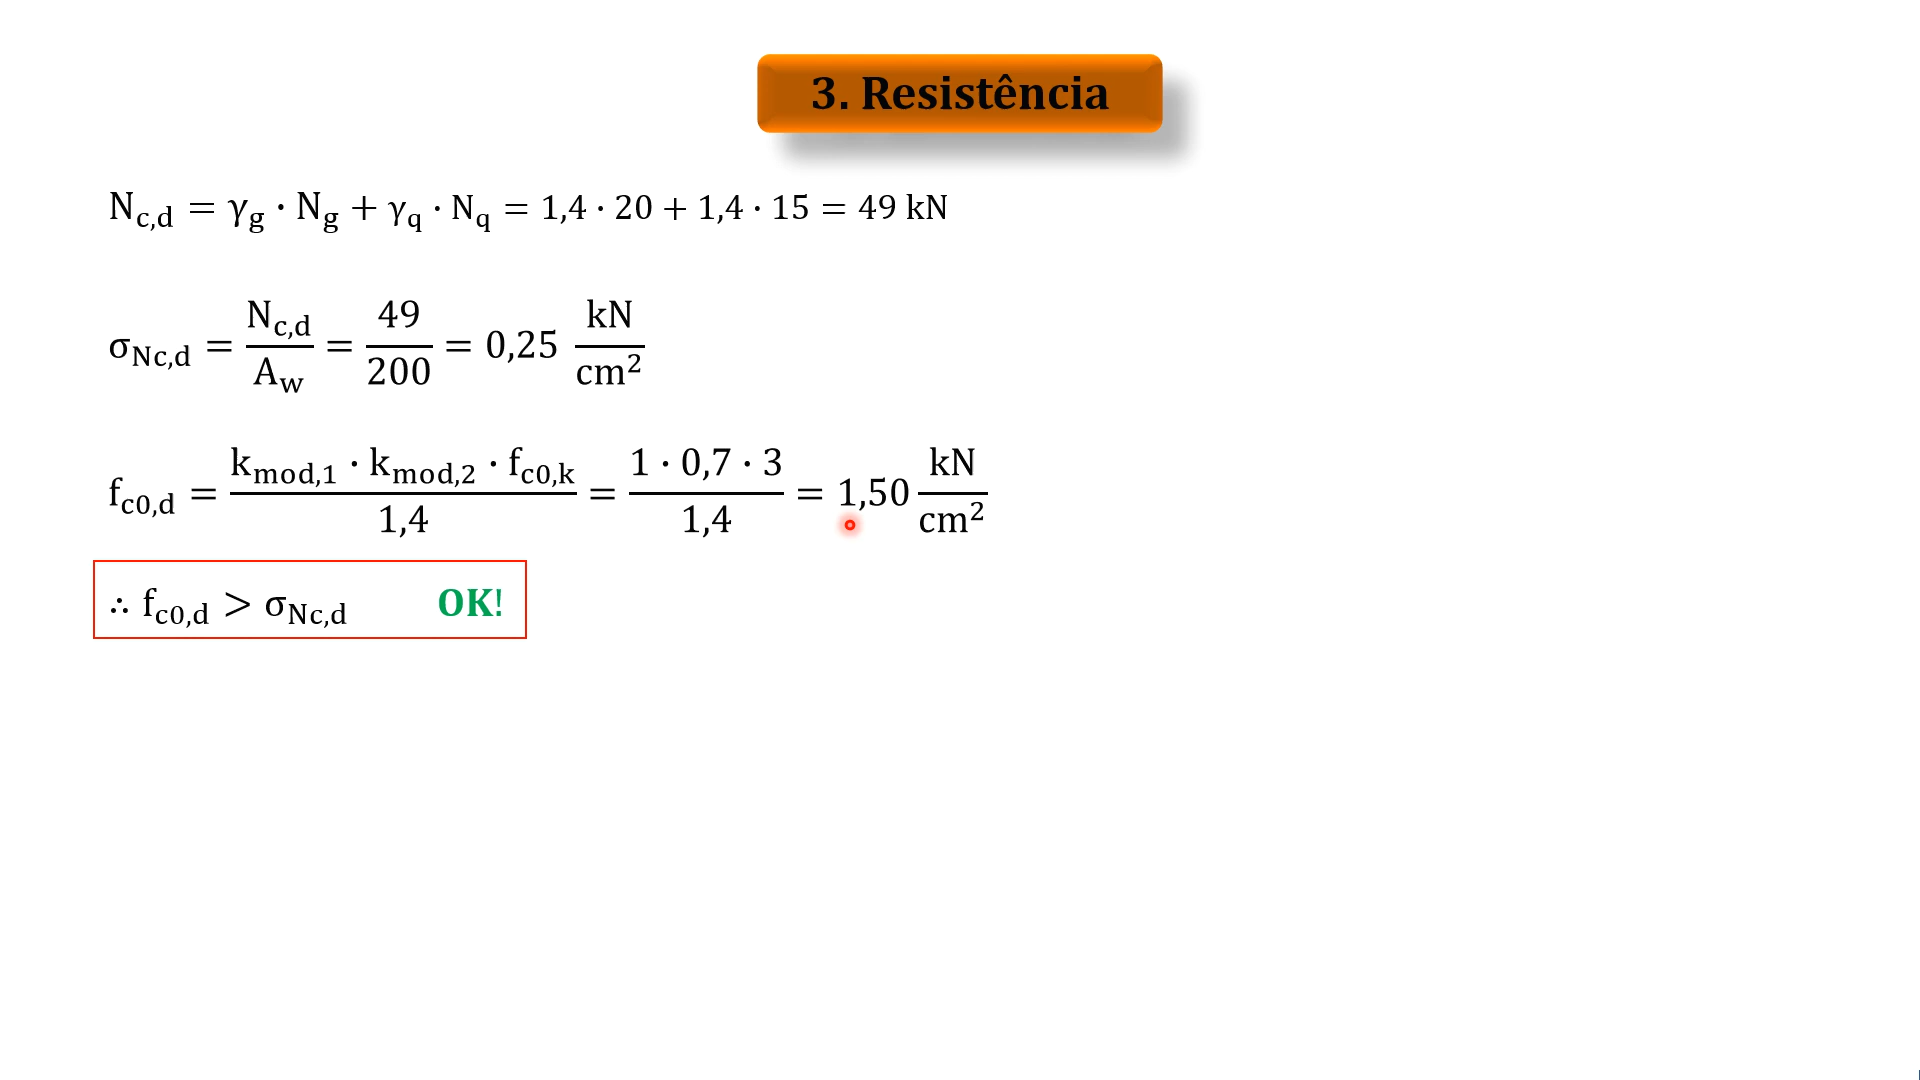 3. Resistência
N_c,d = γ_g · N_g + γ_q · N_q = 1,4 · 20 + 1,4 · 15 = 49 kN
σ_Nc,d = N_c,d / A_w = 49 / 200 = 0,25 kN / cm²
f_c0,d = k_mod,1 · k_mod,2 · f_c0,k / 1,4 = 1 · 0,7 · 3 / 1,4 = 1,50 kN / cm²
∴ f_c0,d > σ_Nc,d OK!